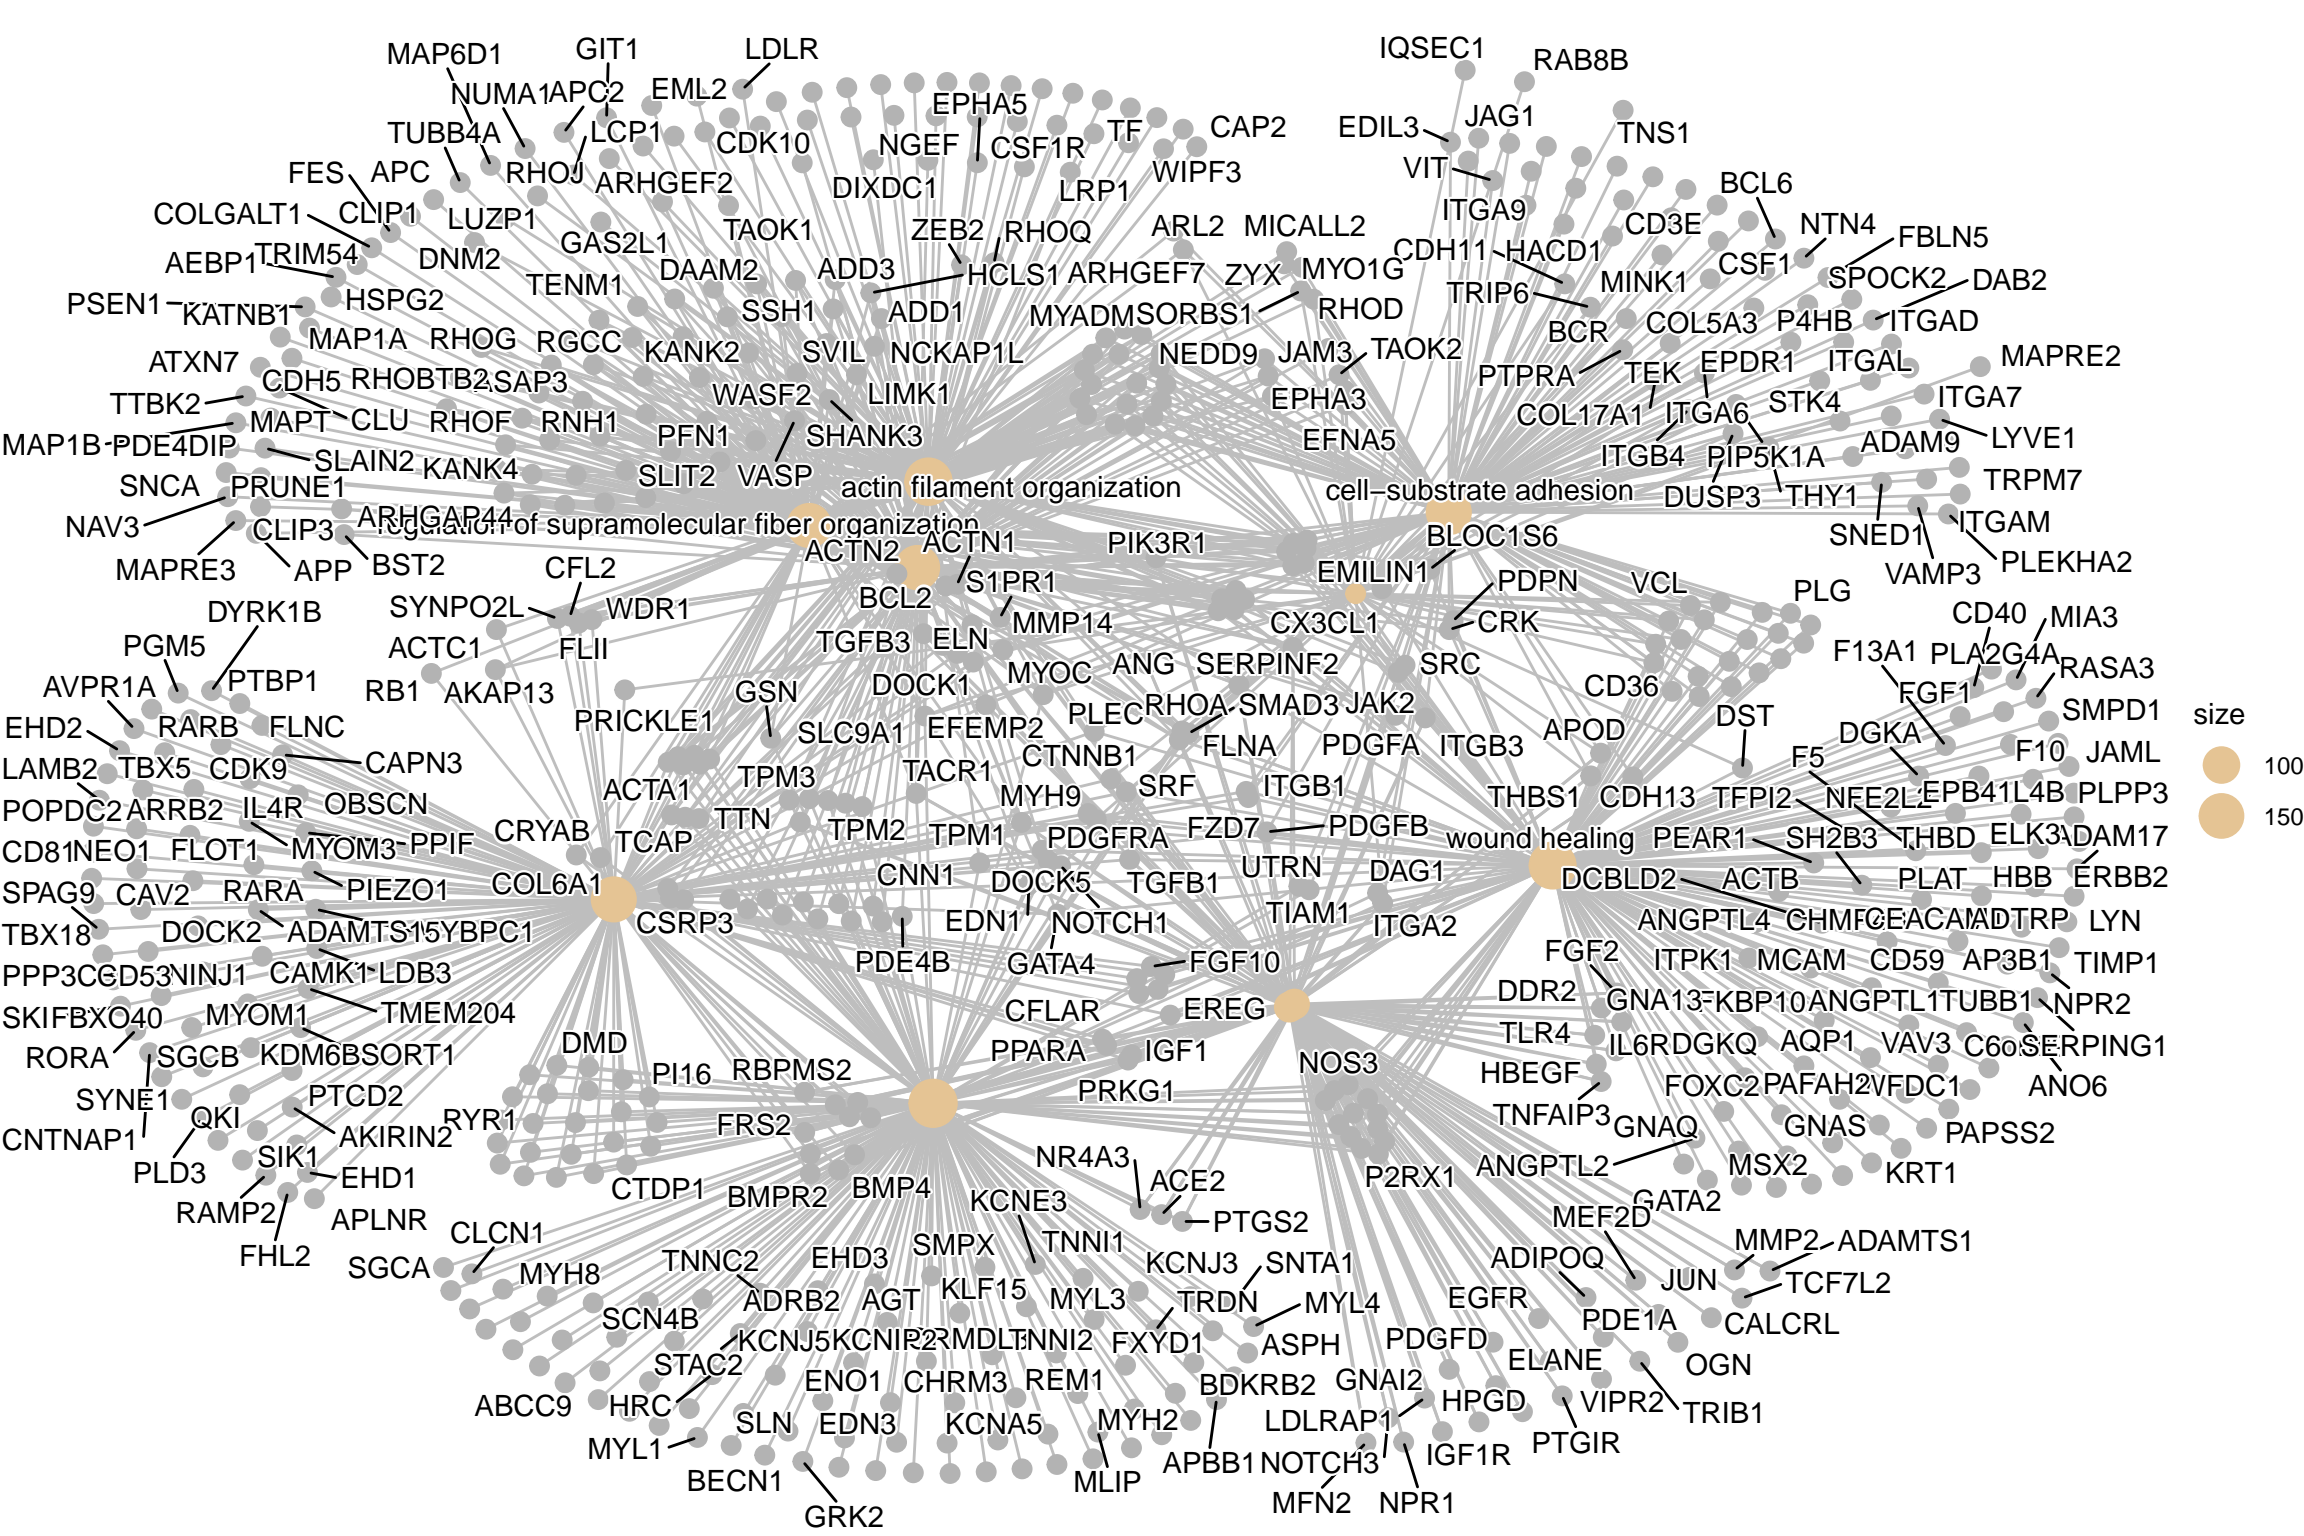 IQSEC1
MAP6D1 GIT1 LDLR RAB8B
NUMA1 APC2 EML2 EPHA5 JAG1
TUBB4A LCP1 CDK10 NGEF CSF1R TF CAP2 EDIL3 TNS1
FES APC RHOJ ARHGEF2 DIXDC1 LRP1 WIPF3 VIT BCL6
COLGALT1 CLIP1 LUZP1 TAOK1 ZEB2 RHOQ ARL2 MICALL2 ITGA9 CD3E NTN4 FBLN5
AEBP1 TRIM54 DNM2 GAS2L1 DAAM2 ADD3 HCLS1 ARHGEF7 ZYX MYO1G CDH11 HACD1 MINK1 CSF1 SPOCK2 DAB2
PSEN1 KATNB1 HSPG2 TENM1 SSH1 ADD1 MYADM SORBS1 RHOD TRIP6 BCR COL5A3 P4HB ITGAD
ATXN7 MAP1A RHOG RGCC KANK2 SVIL NCKAP1L NEDD9 JAM3 TAOK2 PTPRA TEK EPDR1 ITGAL MAPRE2
TTBK2 CDH5 RHOBTB2 ASAP3 WASF2 LIMK1 EPHA3 COL17A1 ITGA6 STK4 ITGA7
MAP1B PDE4DIP MAPT CLU RHOF RNH1 PFN1 SHANK3 EFNA5 ITGB4 PIP5K1A ADAM9 LYVE1
SNCA PRUNE1 SLAIN2 KANK4 SLIT2 VASP actin filament organization cell−substrate adhesion DUSP3 THY1 TRPM7
NAV3 CLIP3 ARHGAP44 regulation of supramolecular fiber organization SNED1 ITGAM
MAPRE3 APP BST2 CFL2 ACTN2 ACTN1 PIK3R1 BLOC1S6 VAMP3 PLEKHA2
DYRK1B SYNPO2L WDR1 BCL2 S1PR1 EMILIN1 PDPN VCL PLG CD40 MIA3
PGM5 ACTC1 FLII TGFB3 ELN MMP14 CX3CL1 CRK F13A1 PLA2G4A RASA3
AVPR1A PTBP1 RB1 AKAP13 GSN DOCK1 MYOC ANG SERPINF2 SRC CD36 FGF1 SMPD1
EHD2 RARB FLNC PRICKLE1 SLC9A1 EFEMP2 PLEC RHOA SMAD3 JAK2 APOD DST DGKA
LAMB2 TBX5 CDK9 CAPN3 TACR1 CTNNB1 FLNA PDGFA ITGB3 F5 F10 JAML
POPDC2 ARRB2 IL4R OBSCN ACTA1 TPM3 MYH9 SRF ITGB1 THBS1 CDH13 TFPI2 NFE2L2 EPB41L4B PLPP3
CD81 NEO1 FLOT1 MYOM3 PPIF CRYAB TCAP TTN TPM2 TPM1 PDGFRA FZD7 PDGFB wound healing PEAR1 SH2B3 THBD ELK3 ADAM17
SPAG9 CAV2 RARA PIEZO1 COL6A1 CNN1 DOCK5 TGFB1 UTRN DAG1 DCBLD2 ACTB PLAT HBB ERBB2
TBX18 DOCK2 ADAMTS15 MYBPC1 CSRP3 EDN1 NOTCH1 TIAM1 ITGA2 ANGPTL4 ADTRP LYN
CD53 NINJ1 CAMK1 LDB3 PDE4B GATA4 FGF10 FGF2 ITPK1 MCAM CD59 AP3B1 TIMP1
FBXO40 MYOM1 TMEM204 CFLAR EREG DDR2 GNA13 FKBP10 ANGPTL1 TUBB1 NPR2
RORA SGCB KDM6B SORT1 DMD PPARA IGF1 NOS3 TLR4 IL6R DGKQ AQP1 VAV3 SERPING1
SYNE1 QKI PTCD2 RYR1 PI16 RBPMS2 PRKG1 HBEGF FOXC2 WFDC1 ANO6
CNTNAP1 AKIRIN2 FRS2 TNFAIP3 GNAQ GNAS PAPSS2
PLD3 SIK1 EHD1 CTDP1 BMPR2 BMP4 NR4A3 ACE2 P2RX1 ANGPTL2 MSX2 KRT1
RAMP2 APLNR KCNE3 PTGS2 MEF2D GATA2
FHL2 SGCA CLCN1 MYH8 TNNC2 EHD3 SMPX TNNI1 KCNJ3 SNTA1 ADIPOQ JUN MMP2 ADAMTS1
SCN4B ADRB2 AGT KLF15 MYL3 TRDN MYL4 EGFR PDE1A TCF7L2
KCNJ5 KCNIP2 TNNI2 FXYD1 ASPH PDGFD CALCRL
STAC2 ENO1 CHRM3 REM1 BDKRB2 GNAI2 ELANE OGN
ABCC9 HRC SLN EDN3 KCNA5 MYH2 LDLRAP1 HPGD VIPR2 TRIB1
MYL1 BECN1 MLIP APBB1 NOTCH3 IGF1R PTGIR
GRK2 MFN2 NPR1
size
100
150